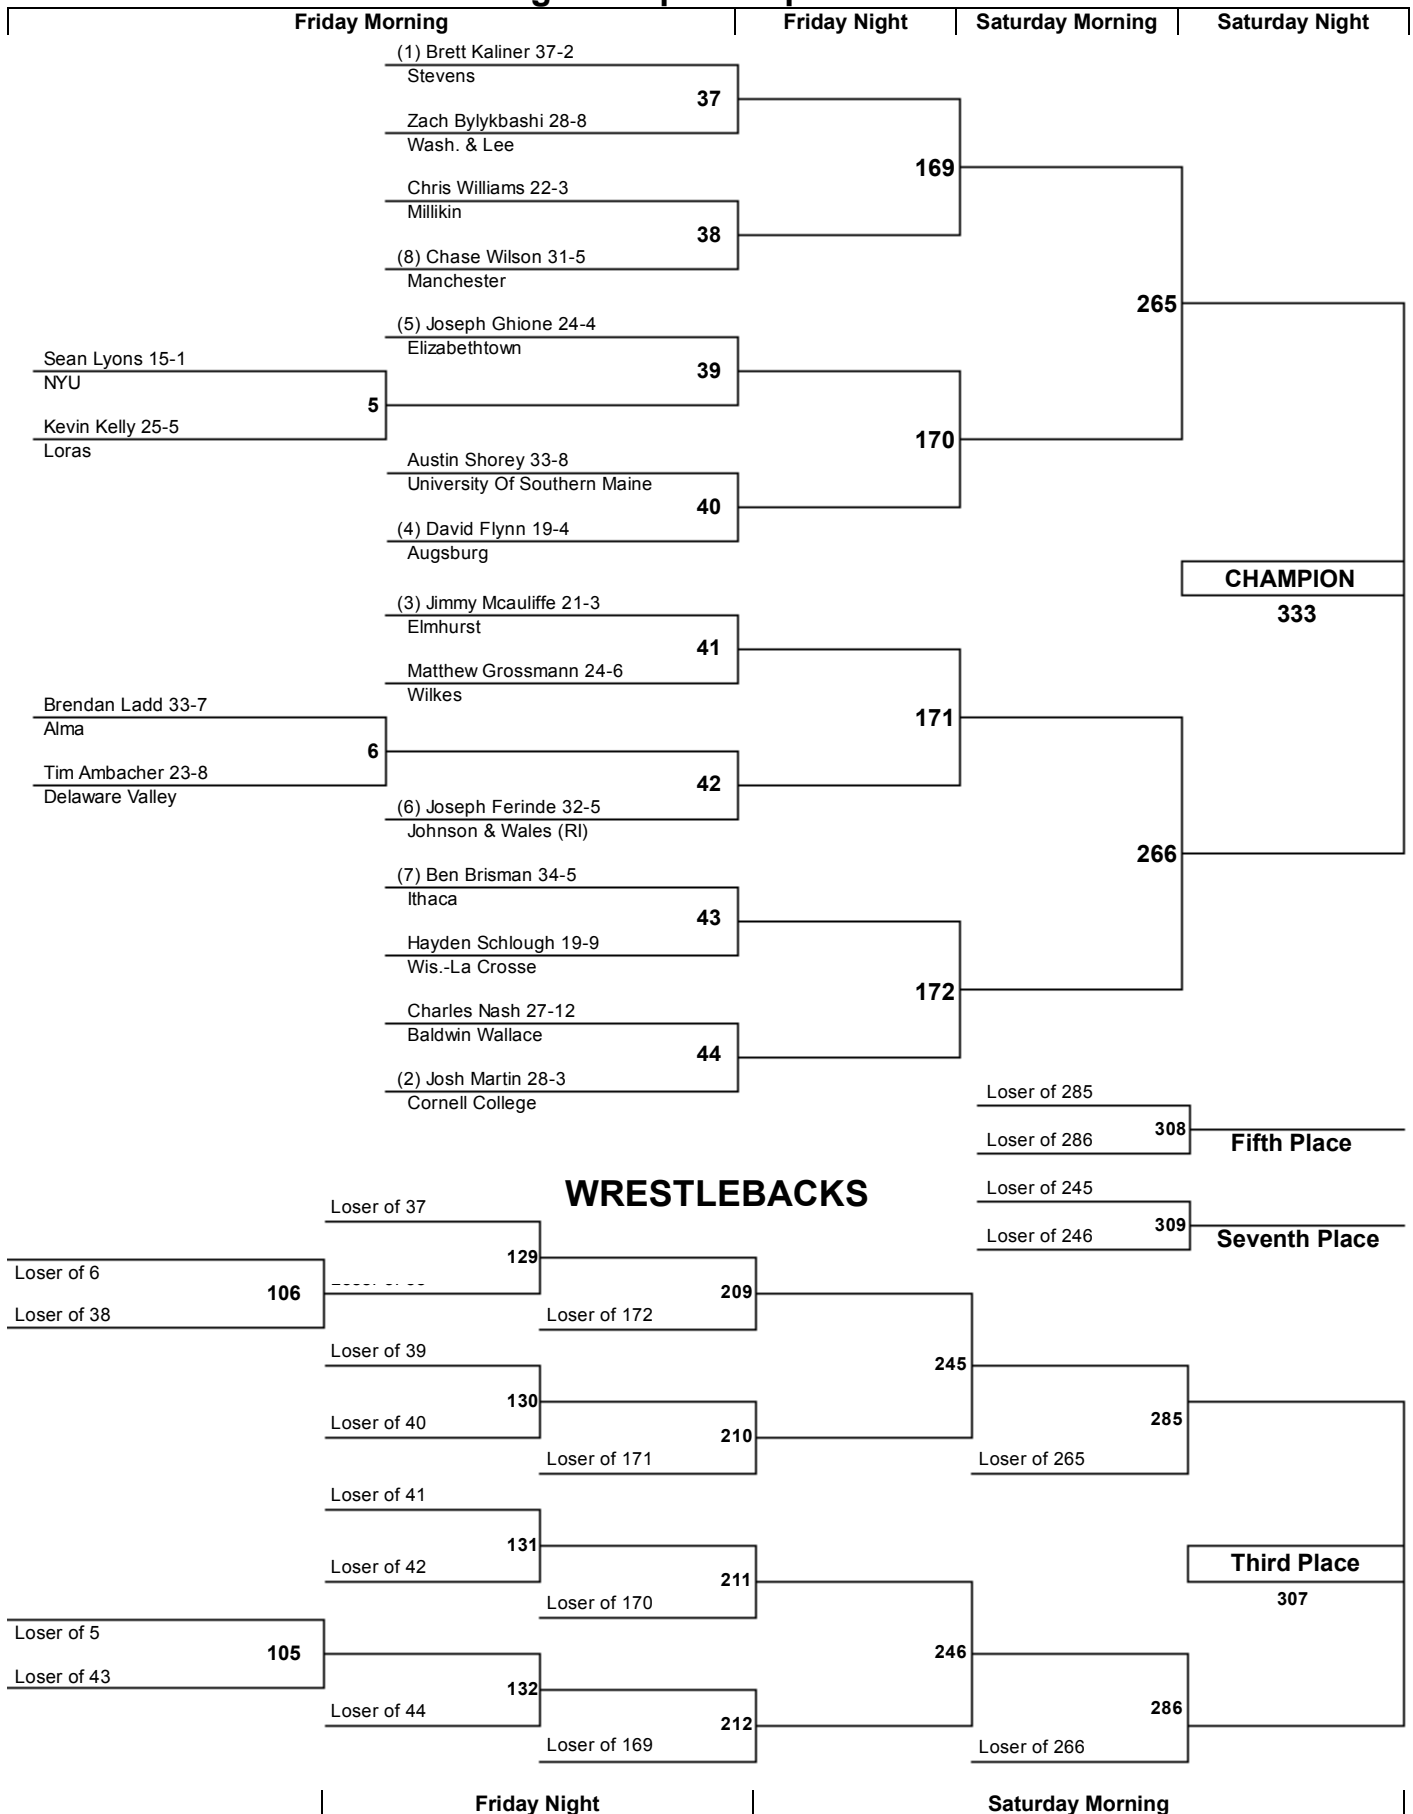 Friday Morning
Friday Night
Saturday Morning
Saturday Night
(1) Brett Kaliner 37-2
Stevens
37
Zach Bylykbashi 28-8
Wash. & Lee
169
Chris Williams 22-3
Millikin
38
(8) Chase Wilson 31-5
Manchester
265
(5) Joseph Ghione 24-4
Elizabethtown
Sean Lyons 15-1
NYU
39
5
Kevin Kelly 25-5
Loras
170
Austin Shorey 33-8
University Of Southern Maine
40
(4) David Flynn 19-4
Augsburg
CHAMPION
333
(3) Jimmy Mcauliffe 21-3
Elmhurst
41
Matthew Grossmann 24-6
Wilkes
Brendan Ladd 33-7
Alma
171
6
Tim Ambacher 23-8
Delaware Valley
42
(6) Joseph Ferinde 32-5
Johnson & Wales (RI)
266
(7) Ben Brisman 34-5
Ithaca
43
Hayden Schlough 19-9
Wis.-La Crosse
172
Charles Nash 27-12
Baldwin Wallace
44
(2) Josh Martin 28-3
Cornell College
Loser of 285
308
Loser of 286
Fifth Place
WRESTLEBACKS
Loser of 245
309
Loser of 246
Seventh Place
Loser of 37
129
Loser of 6
106
Loser of 38
209
Loser of 172
Loser of 39
245
130
Loser of 40
210
285
Loser of 171
Loser of 265
Loser of 41
131
Loser of 42
211
Third Place
307
Loser of 170
Loser of 5
105
Loser of 43
246
132
Loser of 44
212
286
Loser of 169
Loser of 266
Friday Night
Saturday Morning